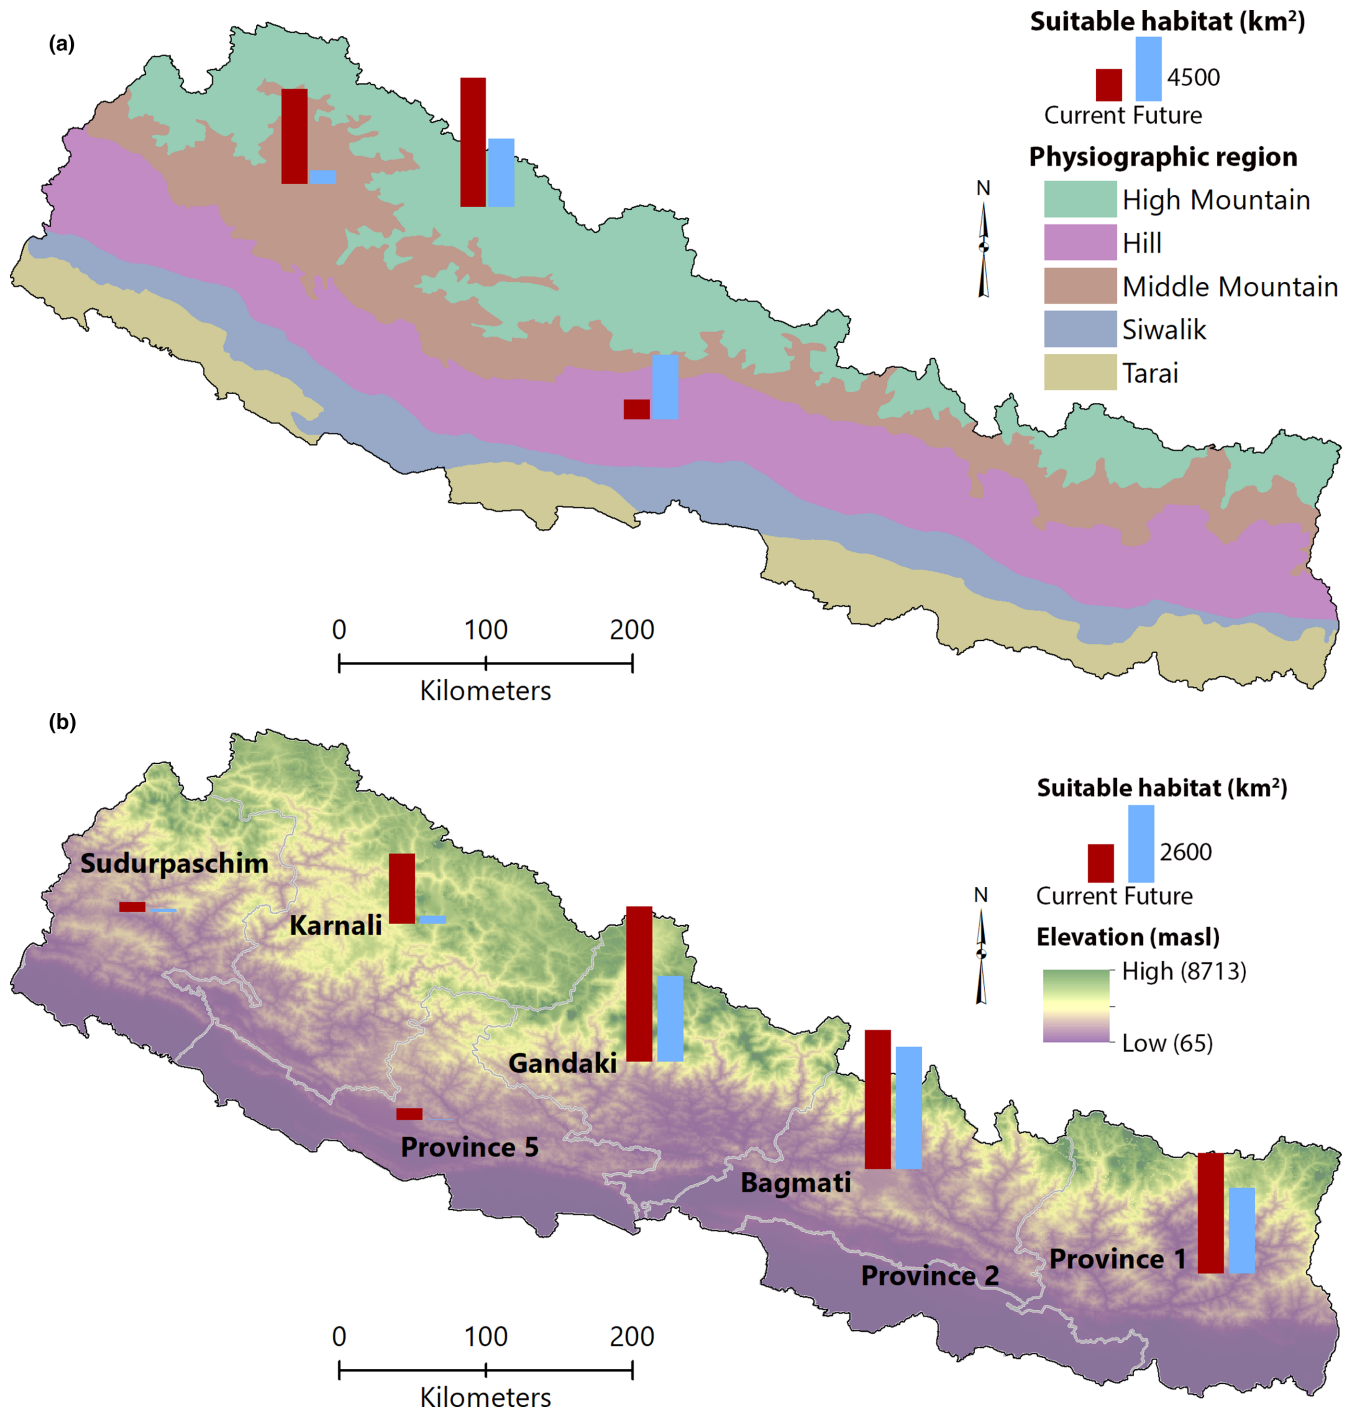 (a)
Suitable habitat (km²)
4500
Current Future
Physiographic region
High Mountain
Hill
Middle Mountain
Siwalik
Tarai
N
0 100 200
Kilometers
(b)
Suitable habitat (km²)
2600
Current Future
Elevation (masl)
High (8713)
Low (65)
N
Sudurpaschim
Karnali
Gandaki
Province 5
Bagmati
Province 1
Province 2
0 100 200
Kilometers